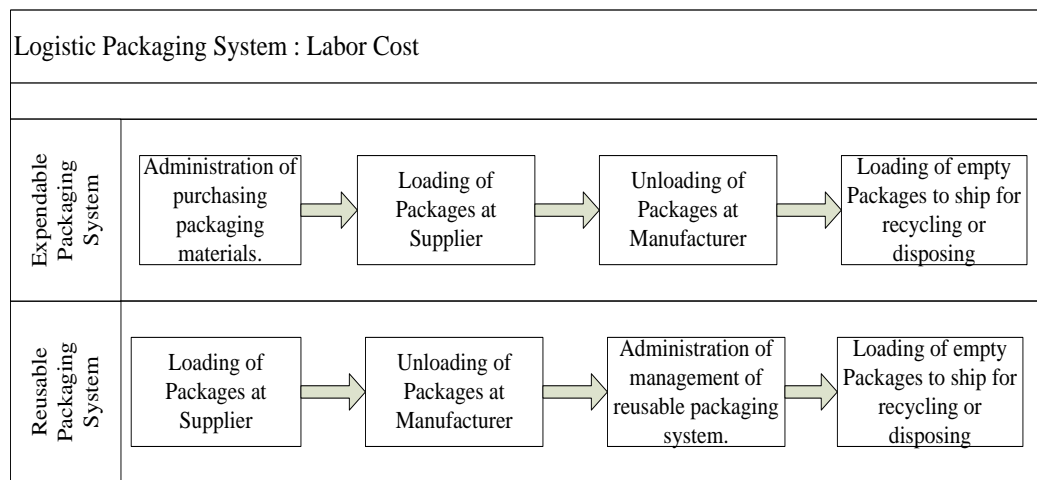 Logistic Packaging System : Labor Cost
Expendable
Packaging
System
Administration of
purchasing
packaging
materials.
Loading of
Packages at
Supplier
Unloading of
Packages at
Manufacturer
Loading of empty
Packages to ship for
recycling or
disposing
Reusable
Packaging
System
Loading of
Packages at
Supplier
Unloading of
Packages at
Manufacturer
Administration of
management of
reusable packaging
system.
Loading of empty
Packages to ship for
recycling or
disposing